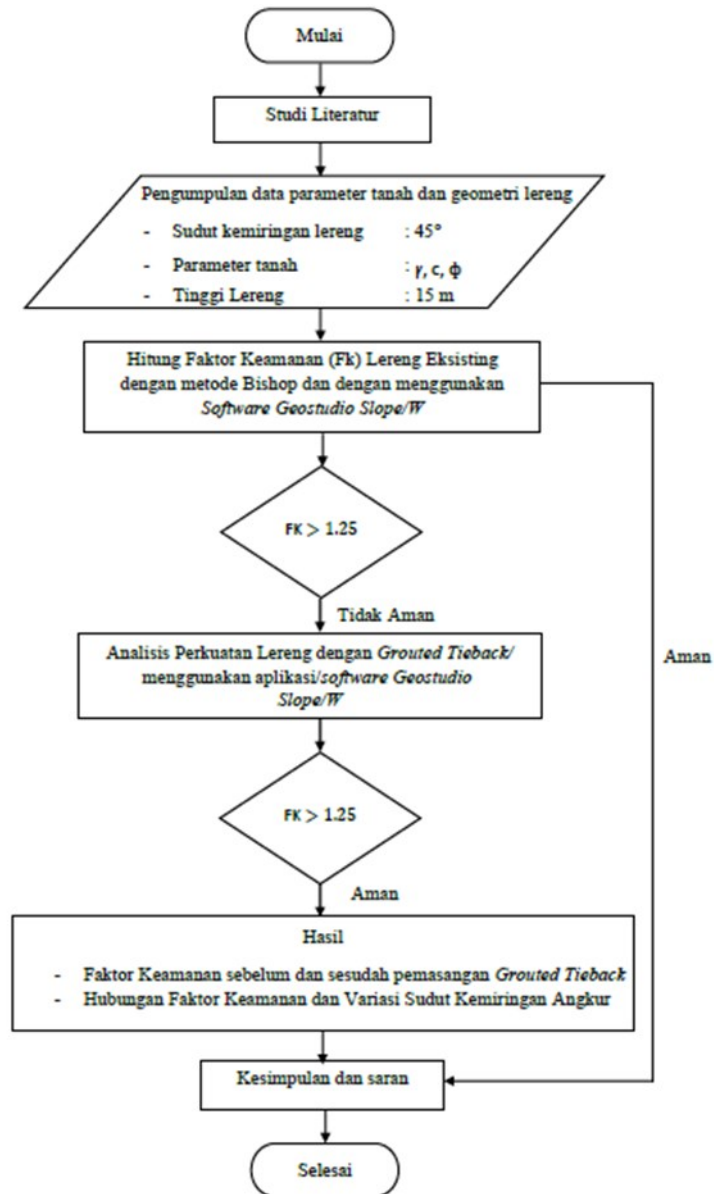 Mulai
Studi Literatur
Pengumpulan data parameter tanah dan geometri lereng
- Sudut kemiringan lereng : 45°
- Parameter tanah : γ, c, ϕ
- Tinggi Lereng : 15 m
Hitung Faktor Keamanan (Fk) Lereng Eksisting
dengan metode Bishop dan dengan menggunakan
Software Geostudio Slope/W
FK > 1.25
Tidak Aman
Analisis Perkuatan Lereng dengan Grouted Tieback/
menggunakan aplikasi/software Geostudio
Slope/W
Aman
FK > 1.25
Aman
Hasil
- Faktor Keamanan sebelum dan sesudah pemasangan Grouted Tieback
- Hubungan Faktor Keamanan dan Variasi Sudut Kemiringan Angkur
Kesimpulan dan saran
Selesai